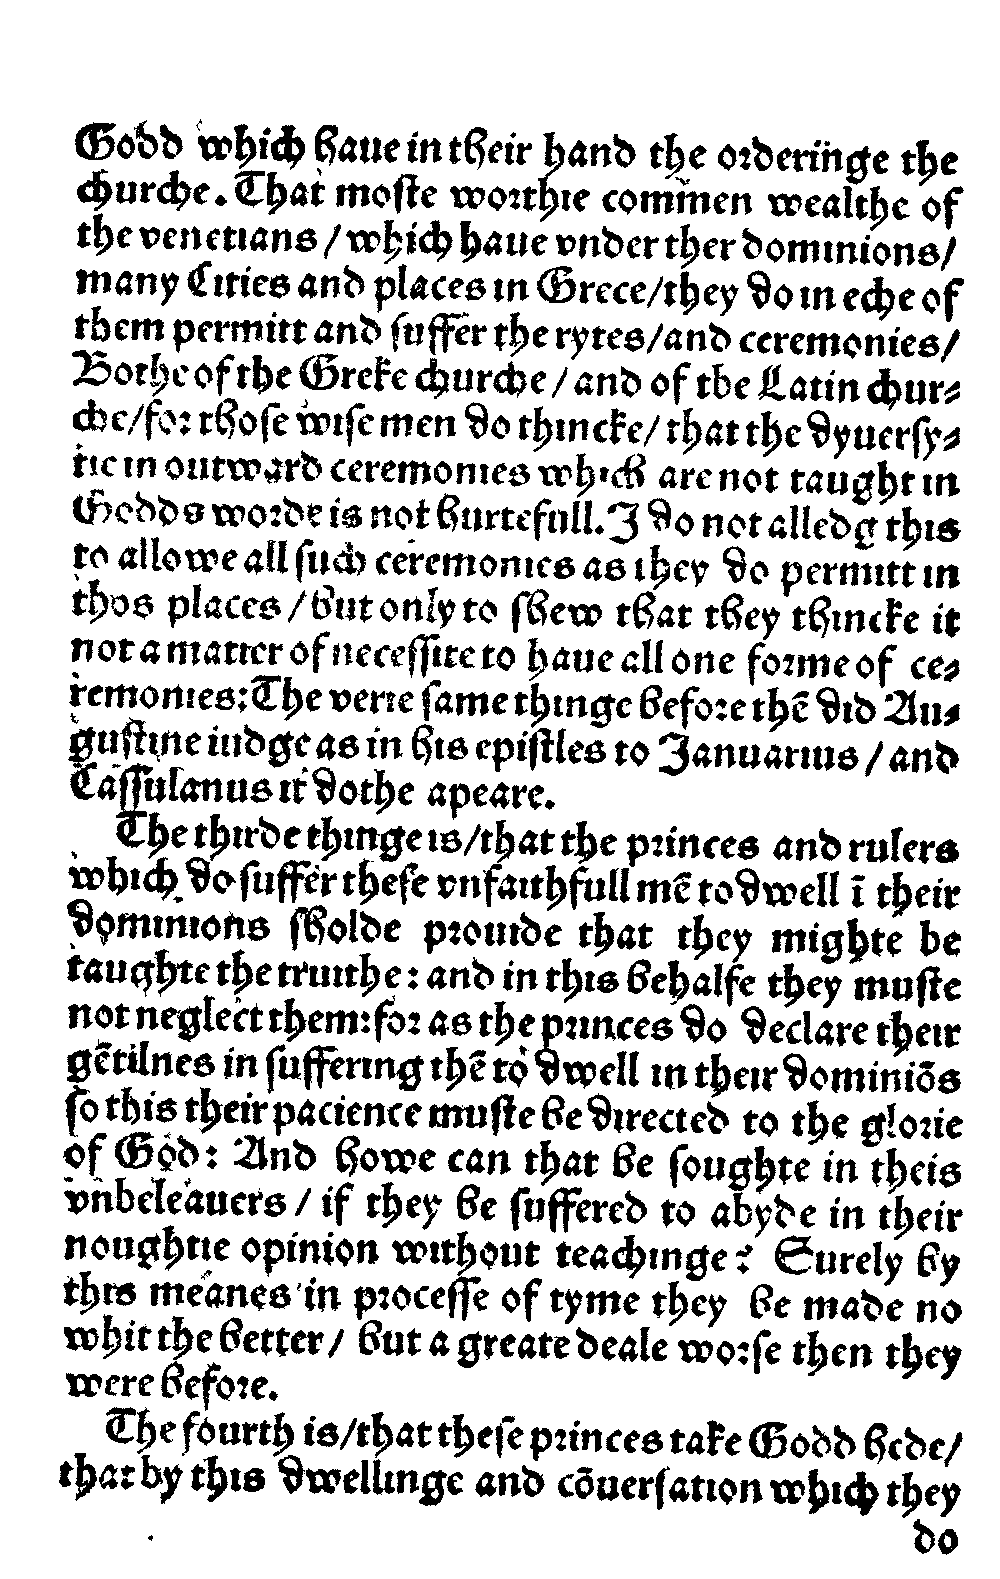 Godd which haue in their hand the orderinge the
churche. That moste worthie commen wealthe of
the venetians / which haue vnder ther dominions /
many Cities and places in Grece / they do in eche of
them permitt and suffer the rytes / and ceremonies /
Bothe of the Greke churche / and of tbe Latin chur⸗
che / for those wise men do thincke / that the dyuersy⸗
tie in outward ceremonies which are not taught in
Godds worde is not hurtefull. I do not alledg this
to allowe all such ceremonies as they do permitt in
thos places / but only to shew that they thincke it
not a matter of necessite to haue all one forme of ce⸗
remonies: The verie same thinge before thē did Au⸗
gustine iudge as in his epistles to Januarius / and
Cassulanus it dothe apeare.
The thirde thinge is / that the princes and rulers
which do suffer these vnfaithfull mē to dwell ī their
dominions sholde prouide that they mighte be
taughte the truithe: and in this behalfe they muste
not neglect them: for as the princes do declare their
gētilnes in suffering thē to dwell in their dominiōs
so this their pacience muste be directed to the glorie
of God: And howe can that be soughte in theis
vnbeleauers / if they be suffered to abyde in their
noughtie opinion without teachinge? Surely by
this meanes in processe of tyme they be made no
whit the better / but a greate deale worse then they
were before.
The fourth is / that these princes take Godd hede /
that by this dwellinge and cōuersation which they
do